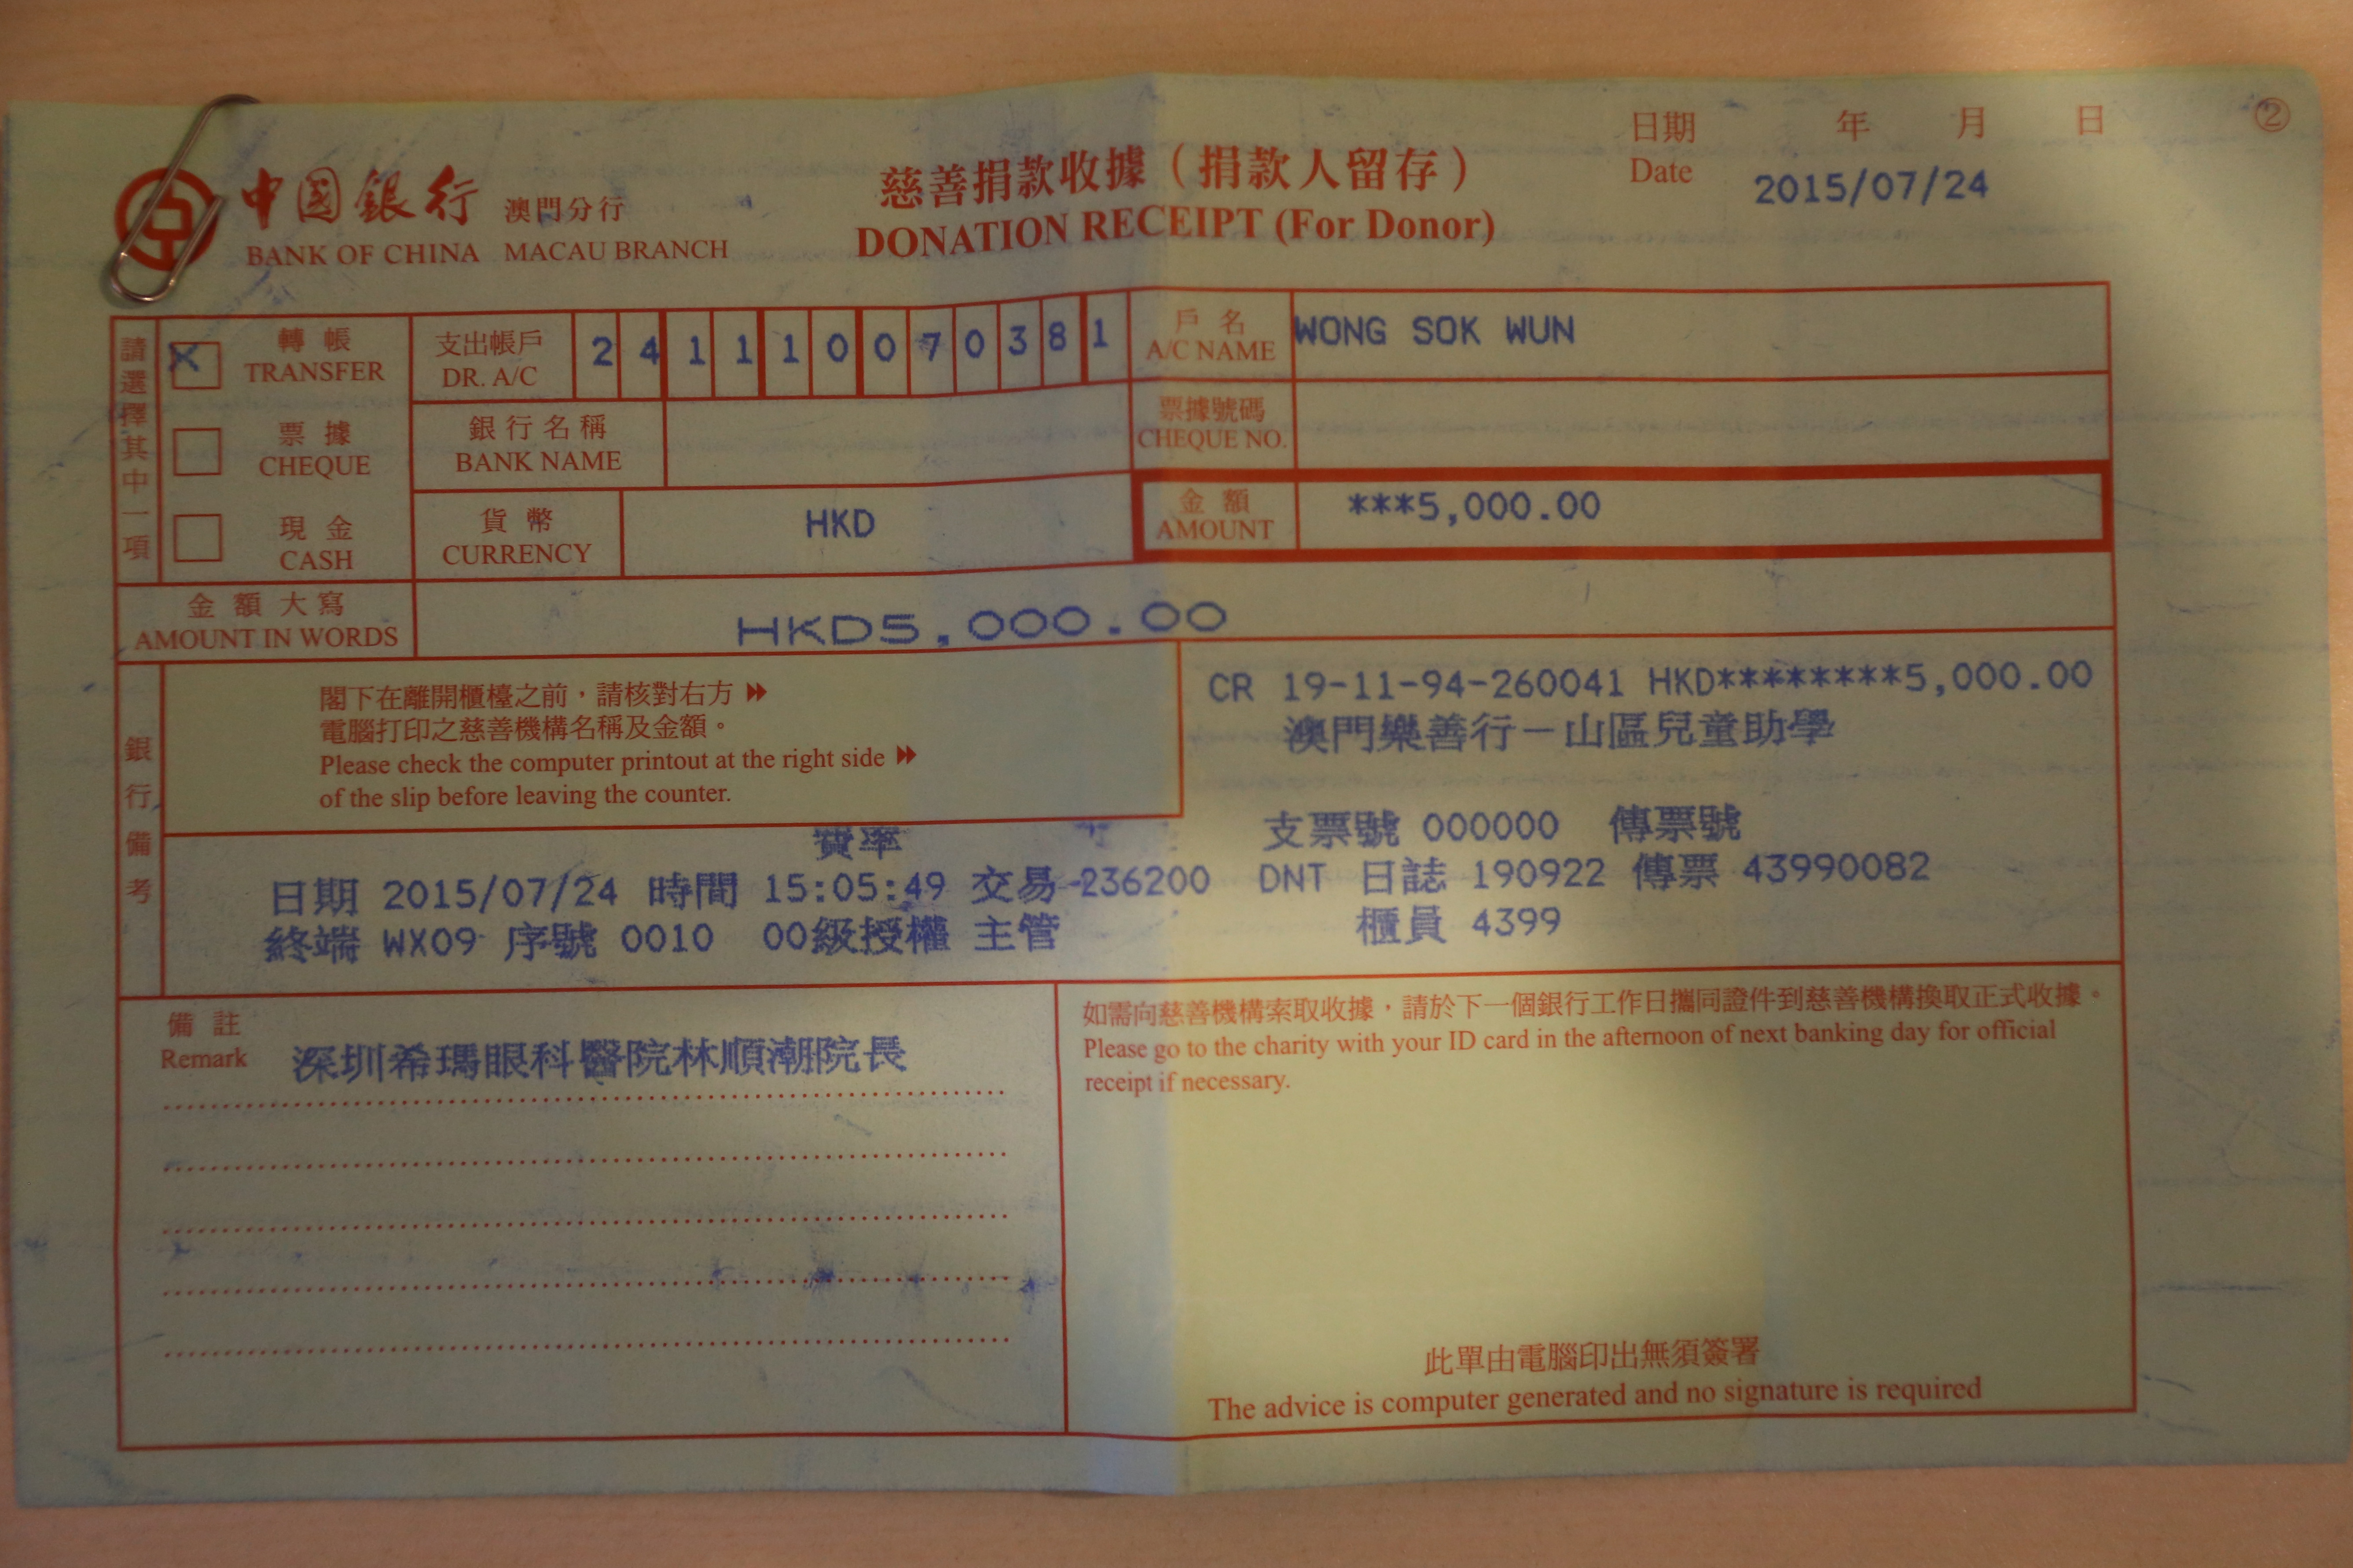 日期 年 月 日 ②
Date 2015/07/24
中國銀行 澳門分行
BANK OF CHINA MACAU BRANCH
慈善捐款收據（捐款人留存）
DONATION RECEIPT (For Donor)
請選擇其中一項
X 轉帳
TRANSFER
票據
CHEQUE
現金
CASH
支出帳戶
DR. A/C
2 4 1 1 1 0 0 7 0 3 8 1
戶名
A/C NAME
WONG SOK WUN
銀行名稱
BANK NAME
票據號碼
CHEQUE NO.
貨幣
CURRENCY
HKD
金額
AMOUNT
***5,000.00
金額大寫
AMOUNT IN WORDS
HKD5,000.00
銀行備考
閣下在離開櫃檯之前，請核對右方
電腦打印之慈善機構名稱及金額。
Please check the computer printout at the right side
of the slip before leaving the counter.
CR 19-11-94-260041 HKD********5,000.00
澳門樂善行－山區兒童助學
費率 支票號 000000 傳票號
日期 2015/07/24 時間 15:05:49 交易-236200 DNT 日誌 190922 傳票 43990082
終端 WX09 序號 0010 00級授權 主管 櫃員 4399
備註
Remark
深圳希瑪眼科醫院林順潮院長
如需向慈善機構索取收據，請於下一個銀行工作日攜同證件到慈善機構換取正式收據。
Please go to the charity with your ID card in the afternoon of next banking day for official
receipt if necessary.
此單由電腦印出無須簽署
The advice is computer generated and no signature is required